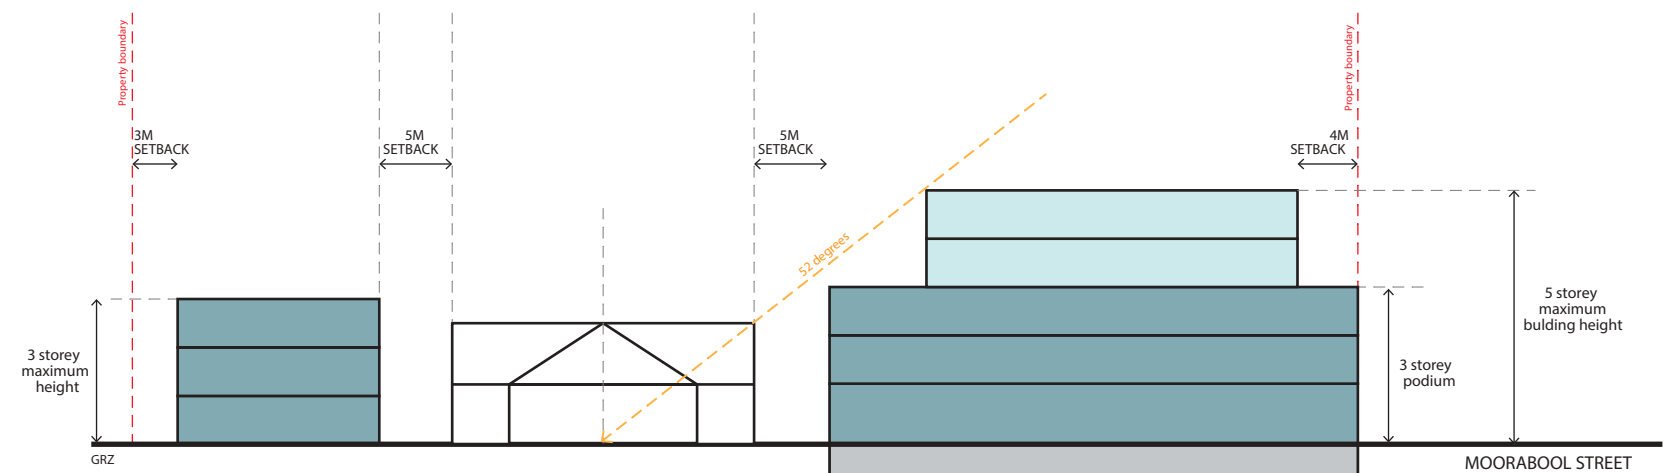 Property boundary
Property boundary
3M
SETBACK
5M
SETBACK
5M
SETBACK
4M
SETBACK
52 degrees
3 storey
maximum
height
5 storey
maximum
bulding height
3 storey
podium
GRZ
MOORABOOL STREET